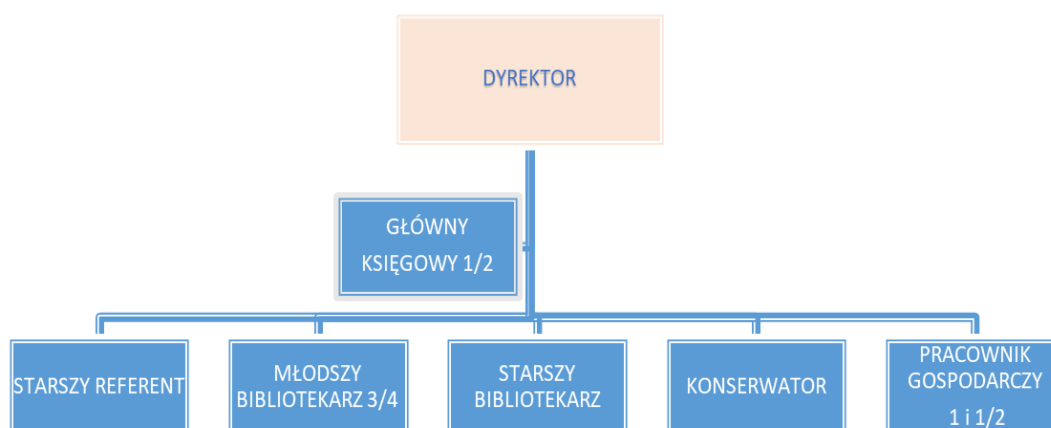 DYREKTOR
GŁÓWNY
KSIĘGOWY 1/2
STARSZY REFERENT
MŁODSZY
BIBLIOTEKARZ 3/4
STARSZY
BIBLIOTEKARZ
KONSERWATOR
PRACOWNIK
GOSPODARCZY
1 i 1/2